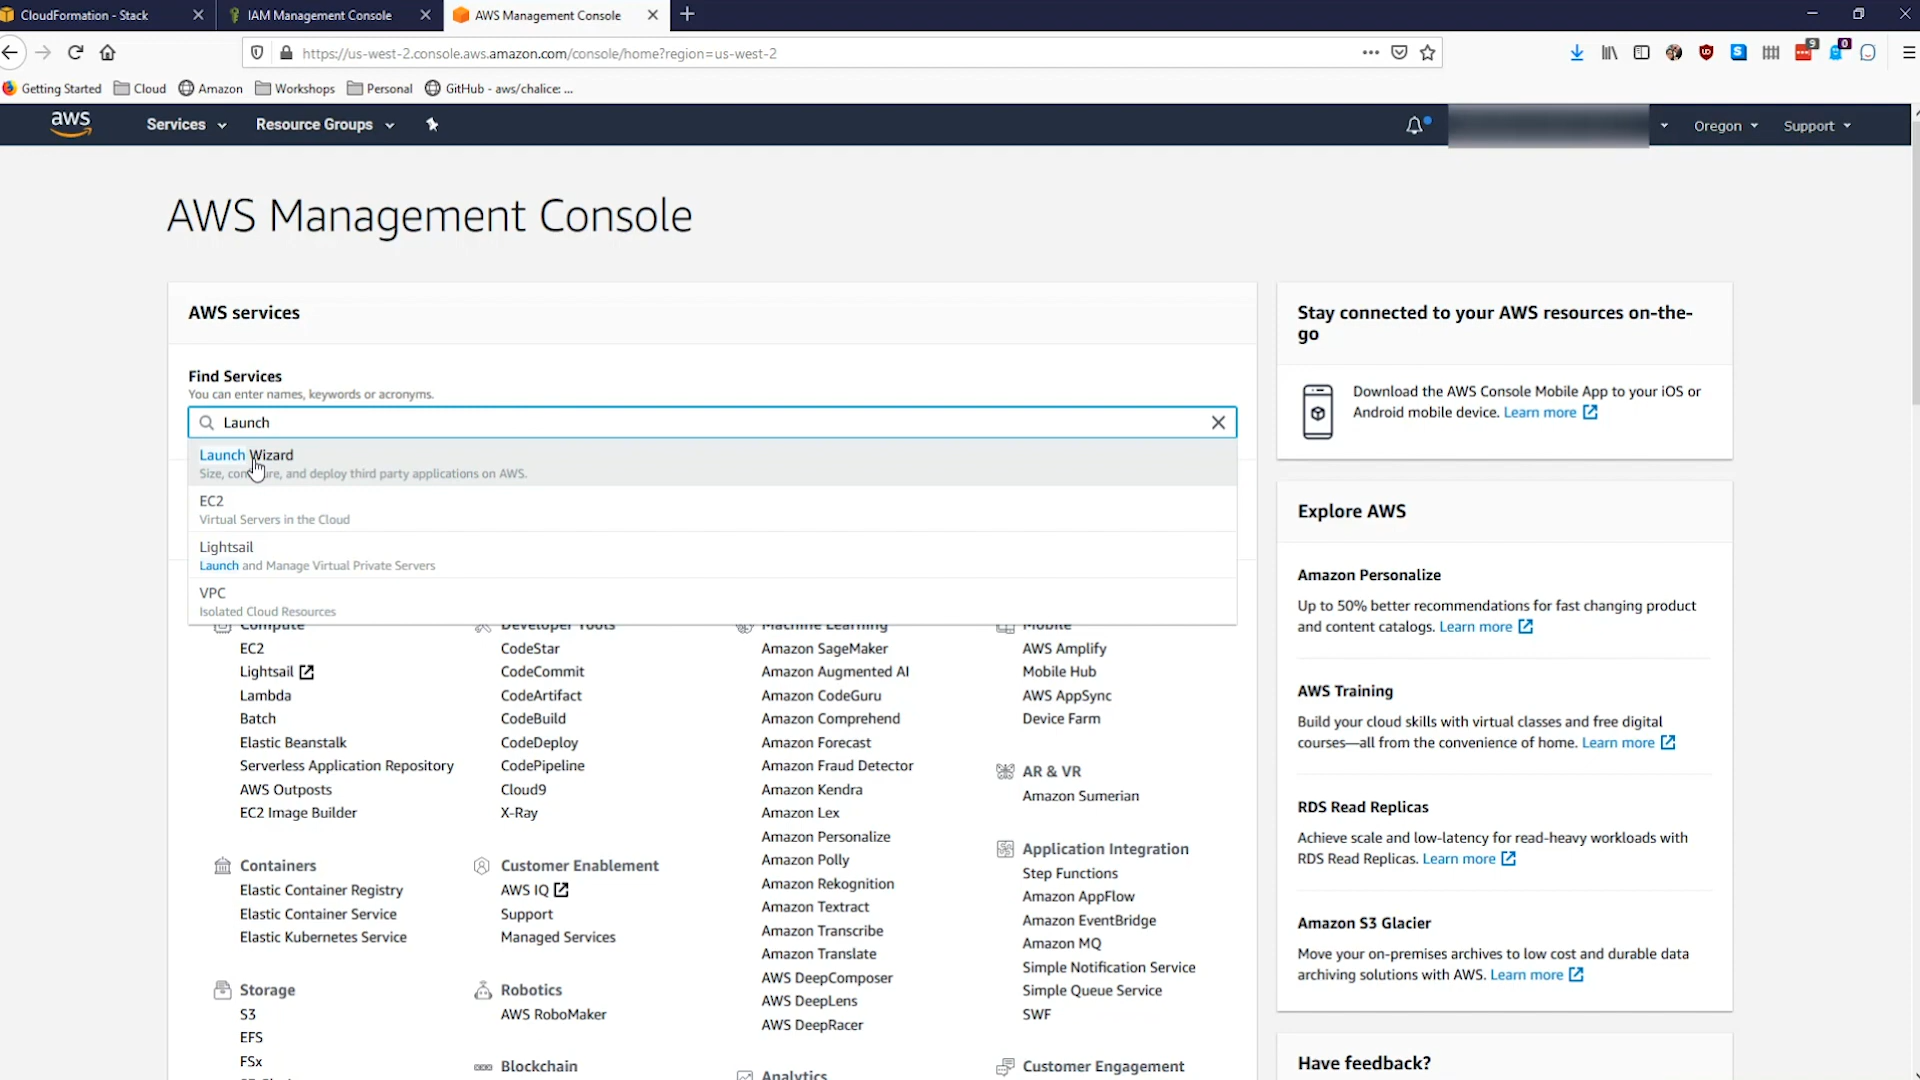 CloudFormation - Stack
IAM Management Console
AWS Management Console
https://us-west-2.console.aws.amazon.com/console/home?region=us-west-2
9
0
Getting Started
Cloud
Amazon
Workshops
Personal
GitHub - aws/chalice: ...
aws
Services
Resource Groups
Oregon
Support
AWS Management Console
AWS services
Find Services
You can enter names, keywords or acronyms.
Launch
Launch Wizard
Size, configure, and deploy third party applications on AWS.
EC2
Virtual Servers in the Cloud
Lightsail
Launch and Manage Virtual Private Servers
VPC
Isolated Cloud Resources
Compute
EC2
Lightsail
Lambda
Batch
Elastic Beanstalk
Serverless Application Repository
AWS Outposts
EC2 Image Builder
Containers
Elastic Container Registry
Elastic Container Service
Elastic Kubernetes Service
Storage
S3
EFS
FSx
Developer Tools
CodeStar
CodeCommit
CodeArtifact
CodeBuild
CodeDeploy
CodePipeline
Cloud9
X-Ray
Customer Enablement
AWS IQ
Support
Managed Services
Robotics
AWS RoboMaker
Blockchain
Machine Learning
Amazon SageMaker
Amazon Augmented AI
Amazon CodeGuru
Amazon Comprehend
Amazon Forecast
Amazon Fraud Detector
Amazon Kendra
Amazon Lex
Amazon Personalize
Amazon Polly
Amazon Rekognition
Amazon Textract
Amazon Transcribe
Amazon Translate
AWS DeepComposer
AWS DeepLens
AWS DeepRacer
Analytics
Mobile
AWS Amplify
Mobile Hub
AWS AppSync
Device Farm
AR & VR
Amazon Sumerian
Application Integration
Step Functions
Amazon AppFlow
Amazon EventBridge
Amazon MQ
Simple Notification Service
Simple Queue Service
SWF
Customer Engagement
Stay connected to your AWS resources on-the-
go
Download the AWS Console Mobile App to your iOS or
Android mobile device. Learn more
Explore AWS
Amazon Personalize
Up to 50% better recommendations for fast changing product
and content catalogs. Learn more
AWS Training
Build your cloud skills with virtual classes and free digital
courses—all from the convenience of home. Learn more
RDS Read Replicas
Achieve scale and low-latency for read-heavy workloads with
RDS Read Replicas. Learn more
Amazon S3 Glacier
Move your on-premises archives to low cost and durable data
archiving solutions with AWS. Learn more
Have feedback?